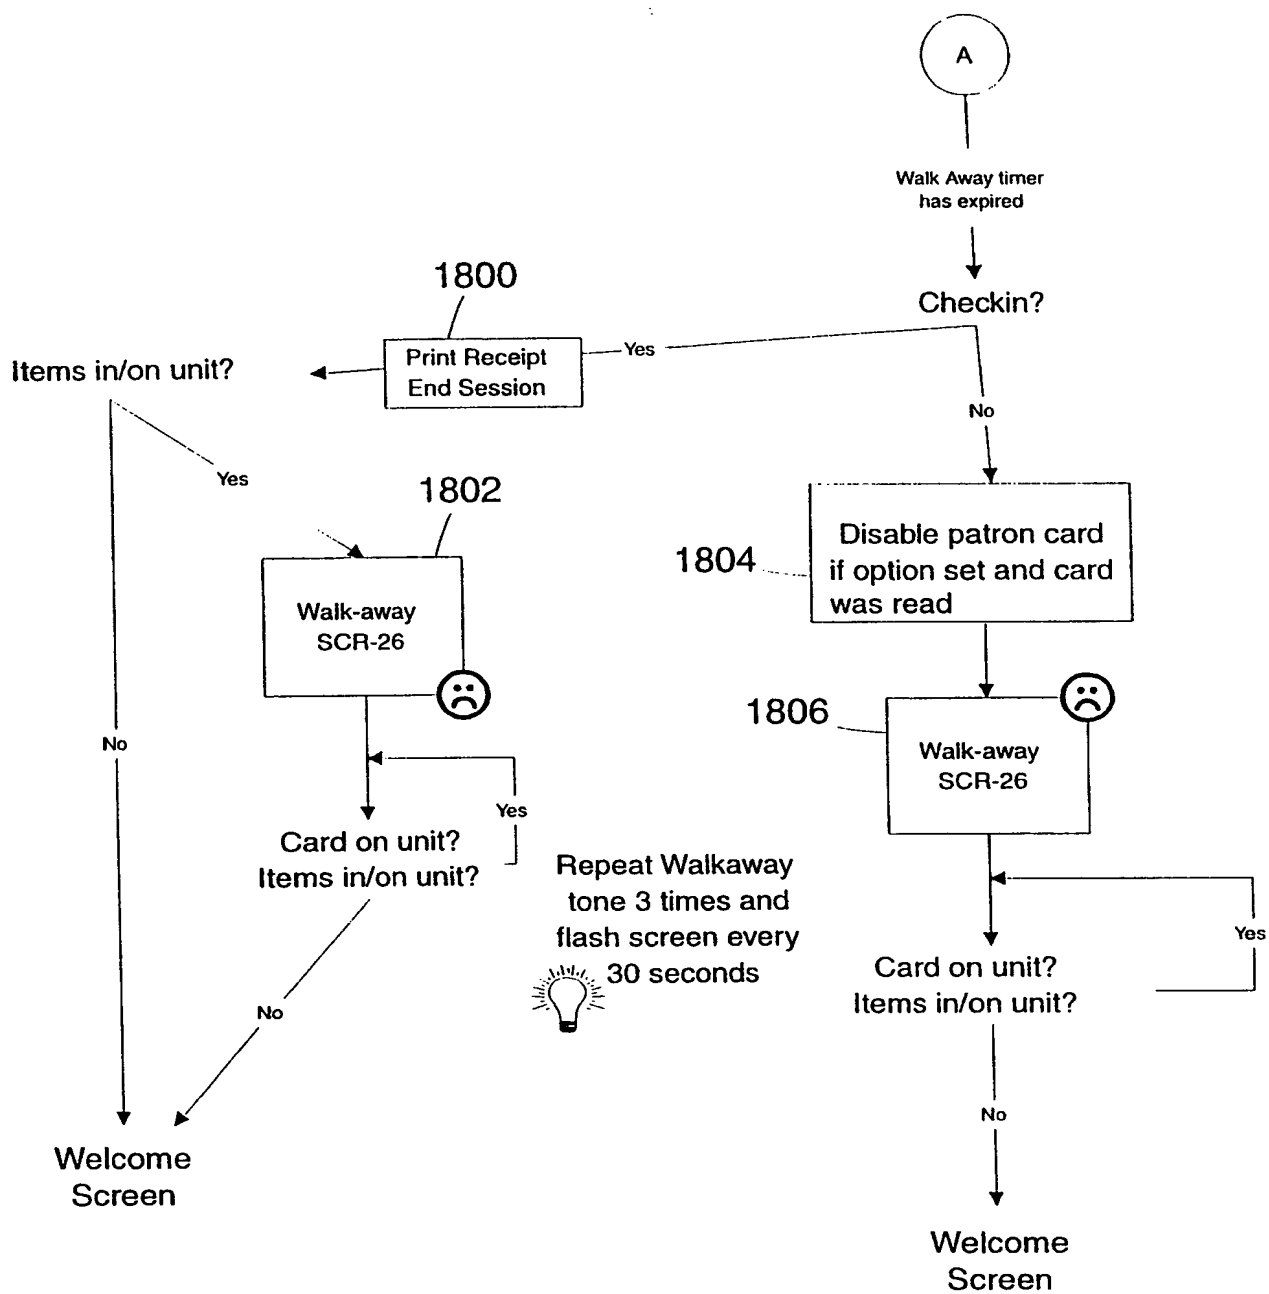 A
Walk Away timer
has expired
Checkin?
1800
Yes
Print Receipt
End Session
Items in/on unit?
No
Yes
1802
Walk-away
SCR-26
1804
Disable patron card
if option set and card
was read
1806
Walk-away
SCR-26
No
Yes
Card on unit?
Items in/on unit?
Repeat Walkaway
tone 3 times and
flash screen every
30 seconds
Yes
Card on unit?
Items in/on unit?
No
No
Welcome
Screen
Welcome
Screen